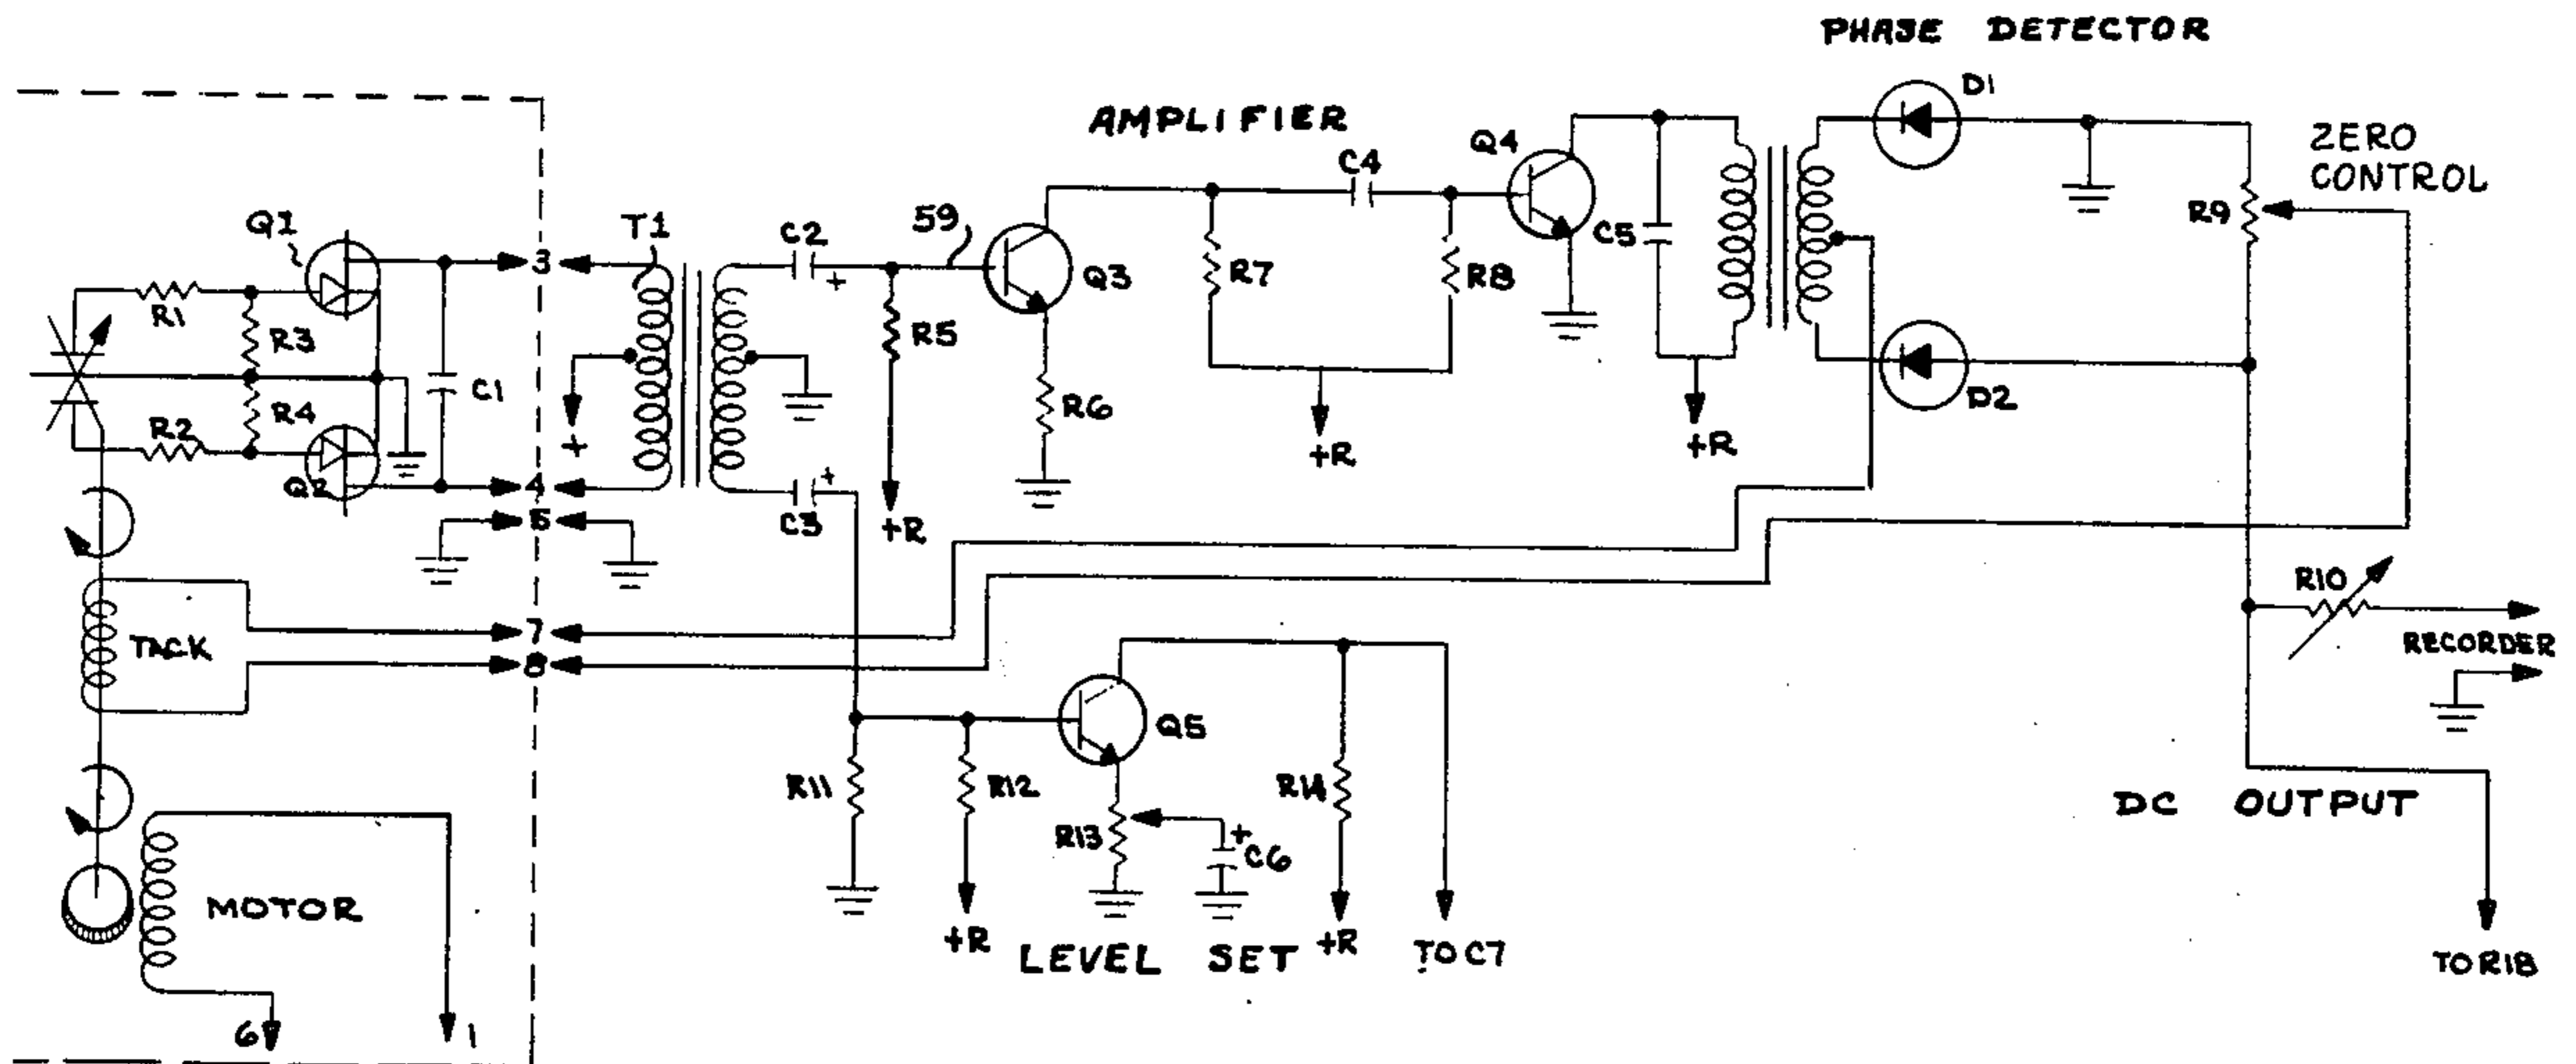 PHASE DETECTOR
D1
AMPLIFIER
Q4
ZERO
CONTROL
C4
R9
Q1
T1
C2
59
C5
3
Q3
R7
R8
R1
R3
R5
C1
D2
R4
R6
R2
+
+R
+R
Q2
4
C3
+R
5
R10
7
TACK
RECORDER
8
Q5
R11
R12
R14
DC OUTPUT
R13
+
C6
MOTOR
+R
+R
TO C7
LEVEL SET
TO R18
6
1